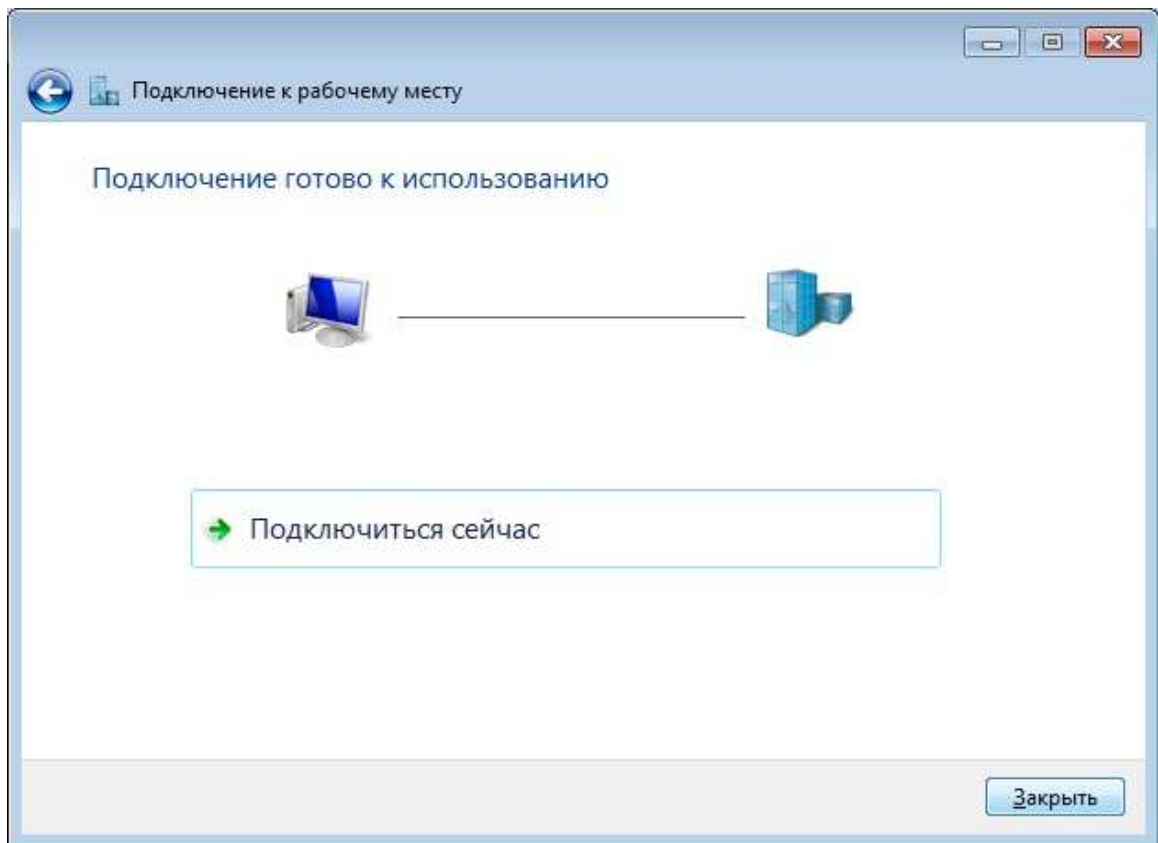 Подключение к рабочему месту
Подключение готово к использованию
Подключиться сейчас
Закрыть